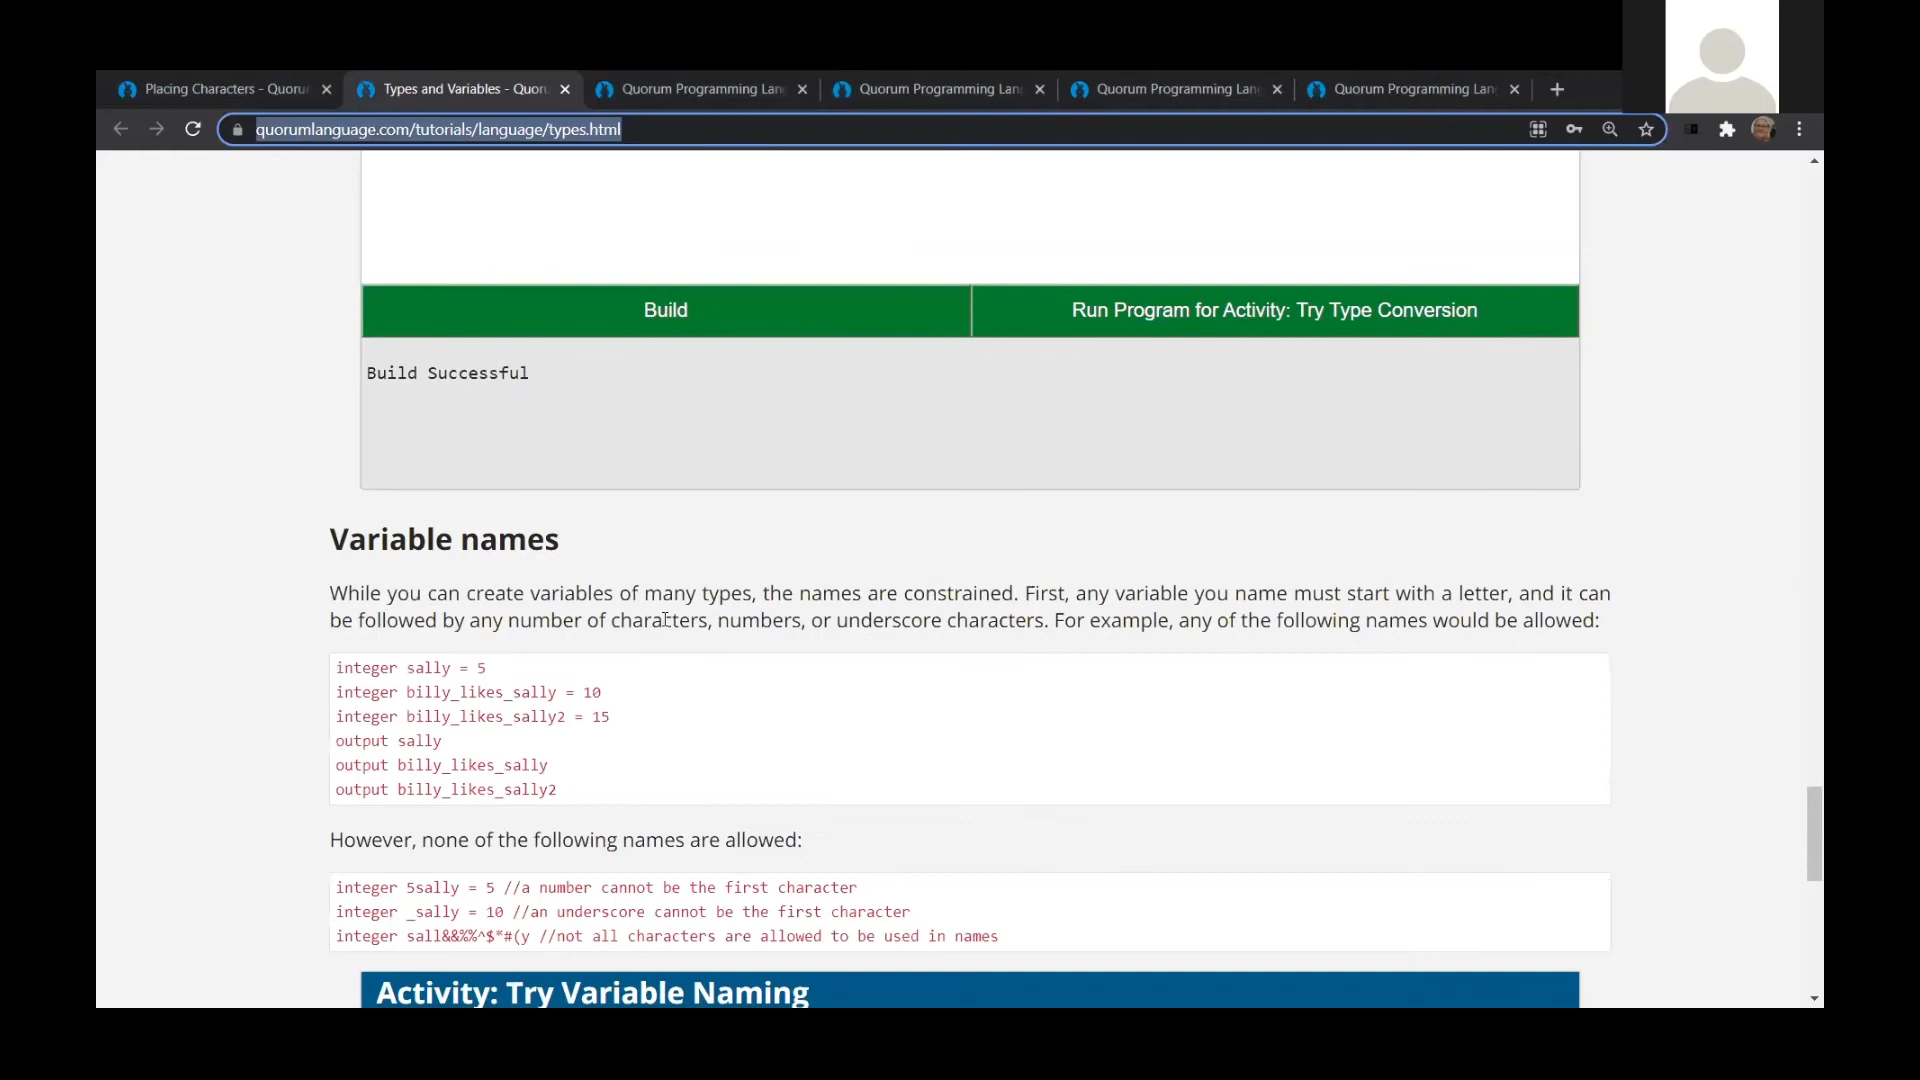 Placing Characters - Quoru
Types and Variables - Quoru
Quorum Programming Lan
Quorum Programming Lan
Quorum Programming Lan
Quorum Programming Lan
quorumlanguage.com/tutorials/language/types.html
Build
Run Program for Activity: Try Type Conversion
Build Successful
Variable names
While you can create variables of many types, the names are constrained. First, any variable you name must start with a letter, and it can
be followed by any number of characters, numbers, or underscore characters. For example, any of the following names would be allowed:
integer sally = 5
integer billy_likes_sally = 10
integer billy_likes_sally2 = 15
output sally
output billy_likes_sally
output billy_likes_sally2
However, none of the following names are allowed:
integer 5sally = 5 //a number cannot be the first character
integer _sally = 10 //an underscore cannot be the first character
integer sall&&%%^$*#(y //not all characters are allowed to be used in names
Activity: Try Variable Naming